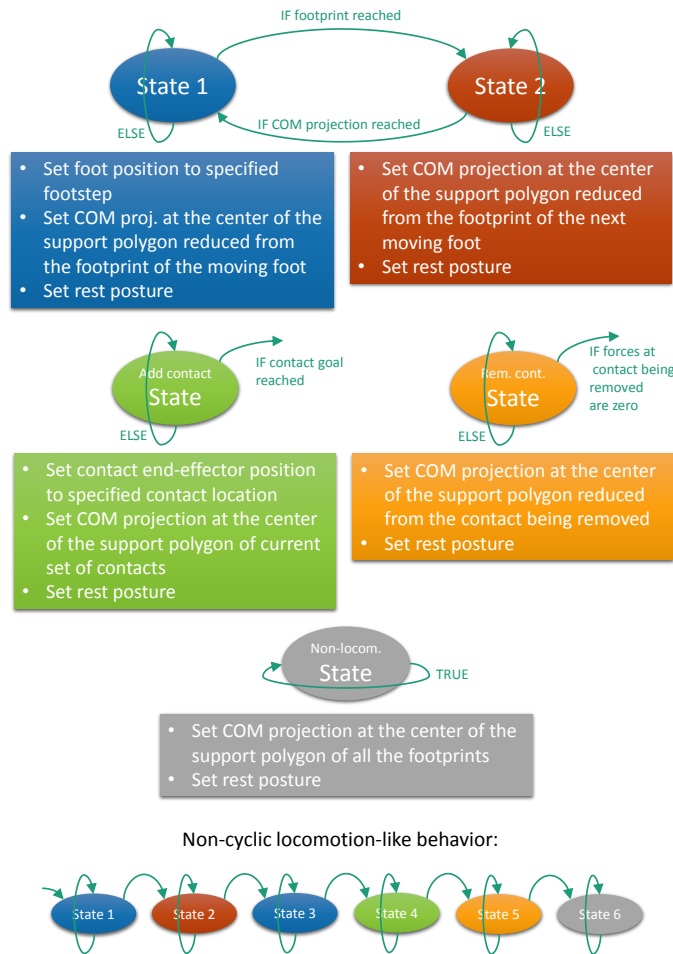 IF footprint reached
State 1
State 2
IF COM projection reached
ELSE
ELSE
• Set foot position to specified
footstep
• Set COM proj. at the center of the
support polygon reduced from
the footprint of the moving foot
• Set rest posture
• Set COM projection at the center
of the support polygon reduced
from the footprint of the next
moving foot
• Set rest posture
Add contact
State
IF contact goal
reached
ELSE
Rem. cont.
State
IF forces at
contact being
removed
are zero
ELSE
• Set contact end-effector position
to specified contact location
• Set COM projection at the center
of the support polygon of current
set of contacts
• Set rest posture
• Set COM projection at the center
of the support polygon reduced
from the contact being removed
• Set rest posture
Non-locom.
State
TRUE
• Set COM projection at the center of the
support polygon of all the footprints
• Set rest posture
Non-cyclic locomotion-like behavior:
State 1
State 2
State 3
State 4
State 5
State 6